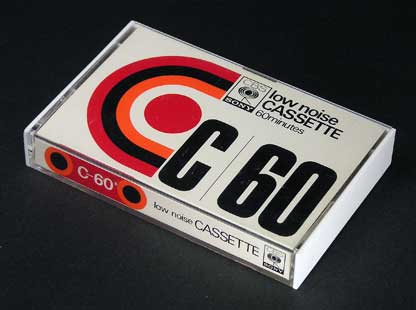 CBS
SONY
low noise
CASSETTE
60minutes
C 60
C-60
low noise CASSETTE
CBS
SONY